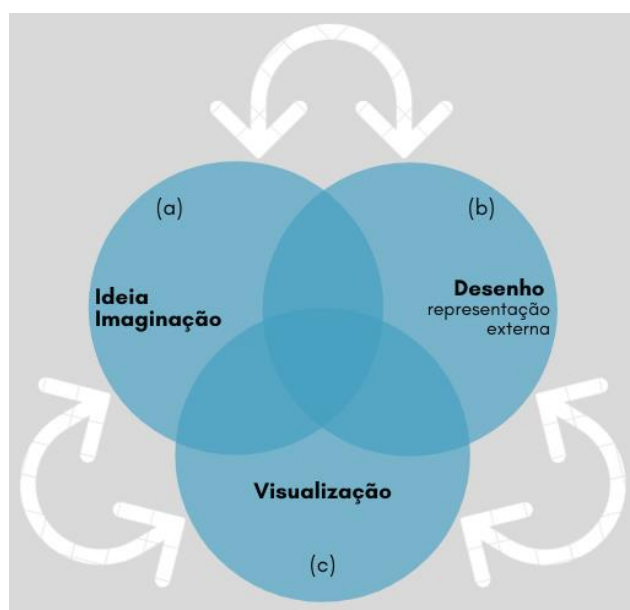 (a)
(b)
Ideia
Imaginação
Desenho
representação
externa
Visualização
(c)